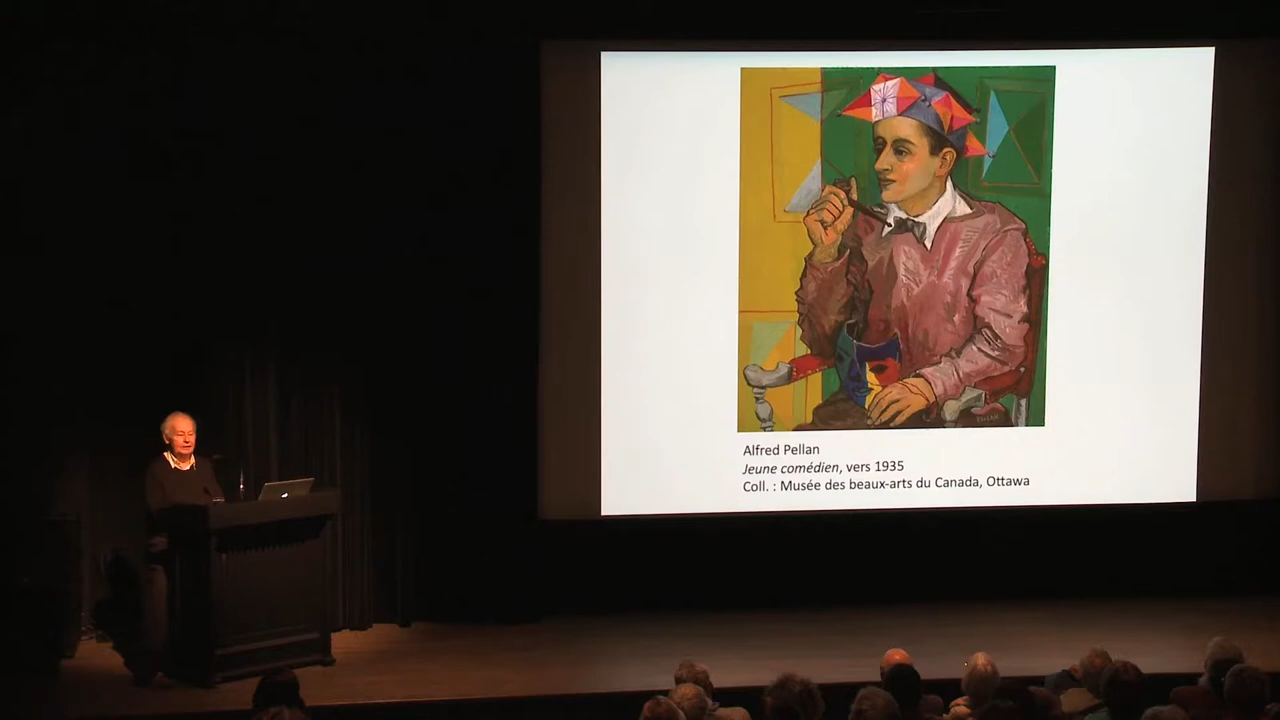 Alfred Pellan
Jeune comédien, vers 1935
Coll. : Musée des beaux-arts du Canada, Ottawa